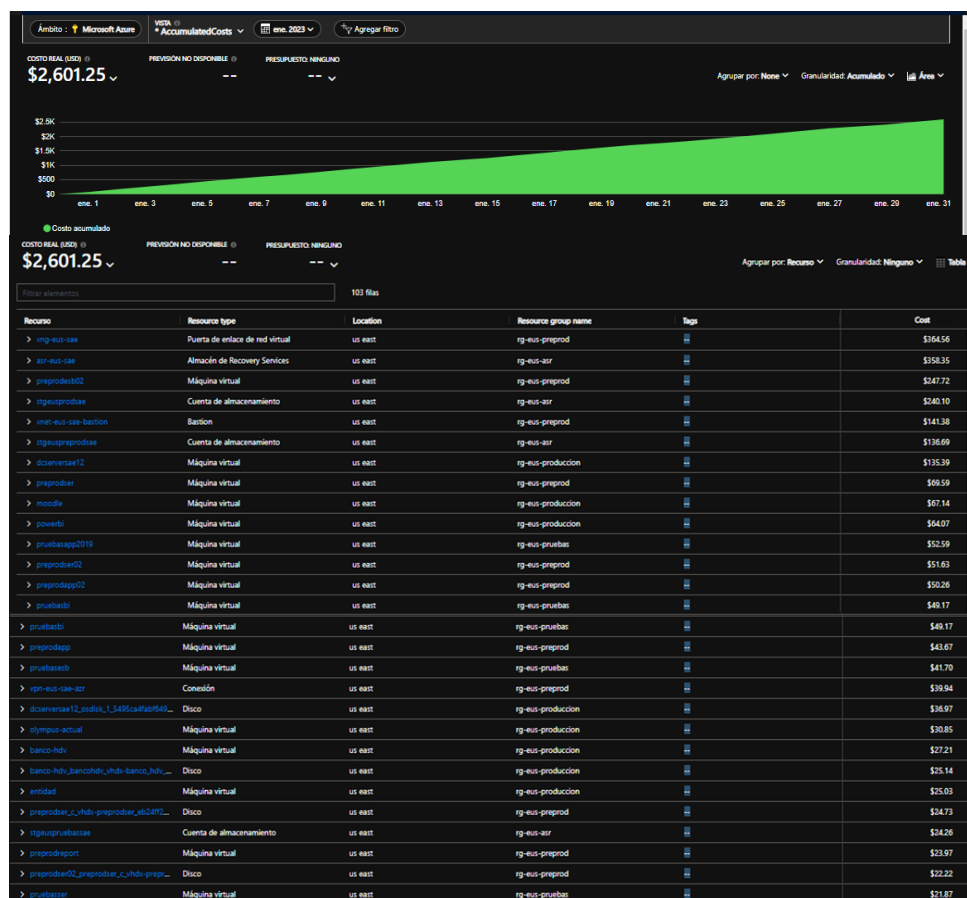 Ámbito : Microsoft Azure VISTA * AccumulatedCosts ene. 2023 Agregar filtro
COSTO REAL (USD) PREVISIÓN NO DISPONIBLE PRESUPUESTO: NINGUNO
$2,601.25 -- --
Agrupar por: None Granularidad: Acumulado Área
$2.5K
$2K
$1.5K
$1K
$500
$0
ene. 1 ene. 3 ene. 5 ene. 7 ene. 9 ene. 11 ene. 13 ene. 15 ene. 17 ene. 19 ene. 21 ene. 23 ene. 25 ene. 27 ene. 29 ene. 31
Costo acumulado
COSTO REAL (USD) PREVISIÓN NO DISPONIBLE PRESUPUESTO: NINGUNO
$2,601.25 -- --
Agrupar por: Recurso Granularidad: Ninguno Tabla
Filtrar elementos 103 filas
Recurso Resource type Location Resource group name Tags Cost
vng-eus-sae Puerta de enlace de red virtual us east rg-eus-preprod -- $364.56
asr-eus-sae Almacén de Recovery Services us east rg-eus-asr -- $358.35
preprodesb02 Máquina virtual us east rg-eus-preprod -- $247.72
stgeusprodsae Cuenta de almacenamiento us east rg-eus-asr -- $240.10
vnet-eus-sae-bastion Bastion us east rg-eus-preprod -- $141.38
stgeuspreprodsae Cuenta de almacenamiento us east rg-eus-asr -- $136.69
dcserversae12 Máquina virtual us east rg-eus-produccion -- $135.39
preprodser Máquina virtual us east rg-eus-preprod -- $69.59
moodle Máquina virtual us east rg-eus-produccion -- $67.14
powerbi Máquina virtual us east rg-eus-produccion -- $64.07
pruebasapp2019 Máquina virtual us east rg-eus-pruebas -- $52.59
preprodser02 Máquina virtual us east rg-eus-preprod -- $51.63
preprodapp02 Máquina virtual us east rg-eus-preprod -- $50.26
pruebasbi Máquina virtual us east rg-eus-pruebas -- $49.17
pruebasbi Máquina virtual us east rg-eus-pruebas -- $49.17
preprodapp Máquina virtual us east rg-eus-preprod -- $43.67
pruebasesb Máquina virtual us east rg-eus-pruebas -- $41.70
vpn-eus-sae-azr Conexión us east rg-eus-preprod -- $39.94
dcserversae12_osdisk_1_5495ca4fabf649... Disco us east rg-eus-produccion -- $36.97
olympus-actual Máquina virtual us east rg-eus-produccion -- $30.85
banco-hdv Máquina virtual us east rg-eus-produccion -- $27.21
banco-hdv_bancohdv_vhdx-banco_hdv_... Disco us east rg-eus-produccion -- $25.14
entidad Máquina virtual us east rg-eus-produccion -- $25.03
preprodser_c_vhdx-preprodser_eb24ff2... Disco us east rg-eus-preprod -- $24.73
stgeuspruebassae Cuenta de almacenamiento us east rg-eus-asr -- $24.26
preprodreport Máquina virtual us east rg-eus-preprod -- $23.97
preprodser02_preprodser_c_vhdx-prepr... Disco us east rg-eus-preprod -- $22.22
pruebasser Máquina virtual us east rg-eus-pruebas -- $21.87